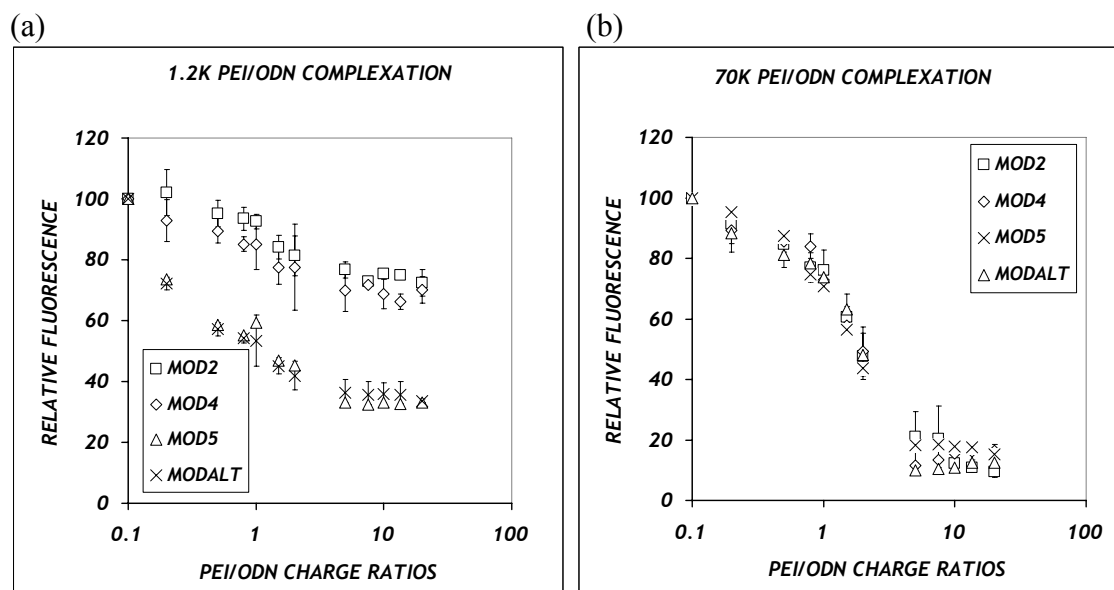 (a)
1.2K PEI/ODN COMPLEXATION
120
100
80
60
40
20
0
RELATIVE FLUORESCENCE
MOD2
MOD4
MOD5
MODALT
0.1 1 10 100
PEI/ODN CHARGE RATIOS
(b)
70K PEI/ODN COMPLEXATION
120
100
80
60
40
20
0
RELATIVE FLUORESCENCE
MOD2
MOD4
MOD5
MODALT
0.1 1 10 100
PEI/ODN CHARGE RATIOS